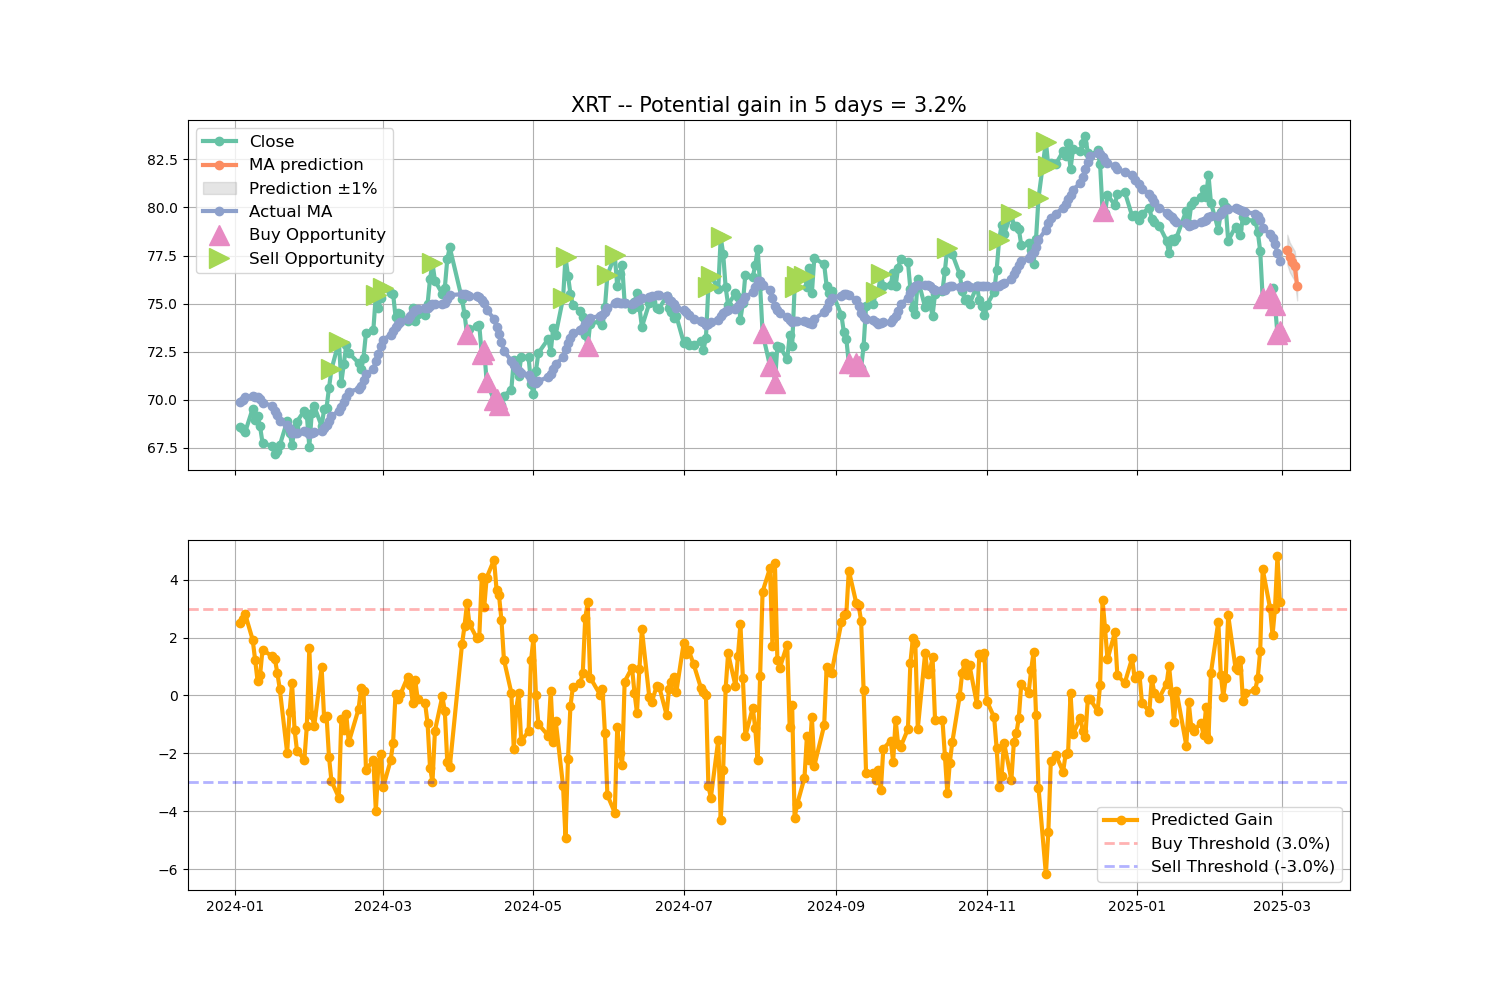 XRT -- Potential gain in 5 days = 3.2%
Close
MA prediction
Prediction ±1%
Actual MA
Buy Opportunity
Sell Opportunity
82.5
80.0
77.5
75.0
72.5
70.0
67.5
4
2
0
−2
−4
−6
Predicted Gain
Buy Threshold (3.0%)
Sell Threshold (-3.0%)
2024-01 2024-03 2024-05 2024-07 2024-09 2024-11 2025-01 2025-03